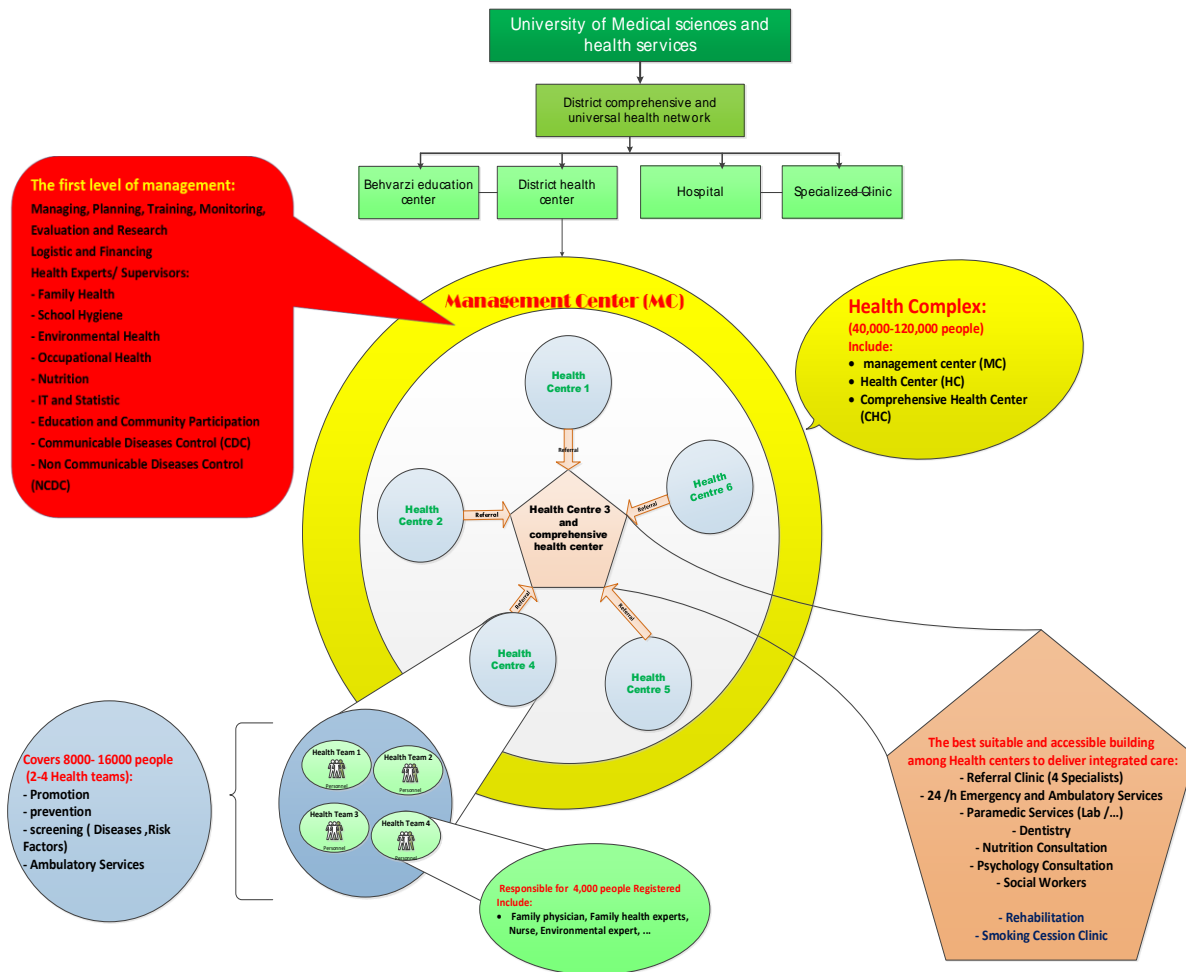 University of Medical sciences and
health services
District comprehensive and
universal health network
Behvarzi education
center
District health
center
Hospital
Specialized Clinic
The first level of management:
Managing, Planning, Training, Monitoring,
Evaluation and Research
Logistic and Financing
Health Experts/ Supervisors:
- Family Health
- School Hygiene
- Environmental Health
- Occupational Health
- Nutrition
- IT and Statistic
- Education and Community Participation
- Communicable Diseases Control (CDC)
- Non Communicable Diseases Control
(NCDC)
Management Center (MC)
Health Complex:
(40,000-120,000 people)
Include:
• management center (MC)
• Health Center (HC)
• Comprehensive Health Center
(CHC)
Health
Centre 1
Referral
Health
Centre 2
Referral
Health
Centre 6
Referral
Health Centre 3
and
comprehensive
health center
Health
Centre 4
Referral
Health
Centre 5
Referral
Covers 8000- 16000 people
(2-4 Health teams):
- Promotion
- prevention
- screening ( Diseases ,Risk
Factors)
- Ambulatory Services
Health Team 1
Personnel
Health Team 2
Personnel
Health Team 3
Personnel
Health Team 4
Personnel
Responsible for 4,000 people Registered
Include:
• Family physician, Family health experts,
Nurse, Environmental expert, ...
The best suitable and accessible building
among Health centers to deliver integrated care:
- Referral Clinic (4 Specialists)
- 24 /h Emergency and Ambulatory Services
- Paramedic Services (Lab /...)
- Dentistry
- Nutrition Consultation
- Psychology Consultation
- Social Workers
- Rehabilitation
- Smoking Cession Clinic